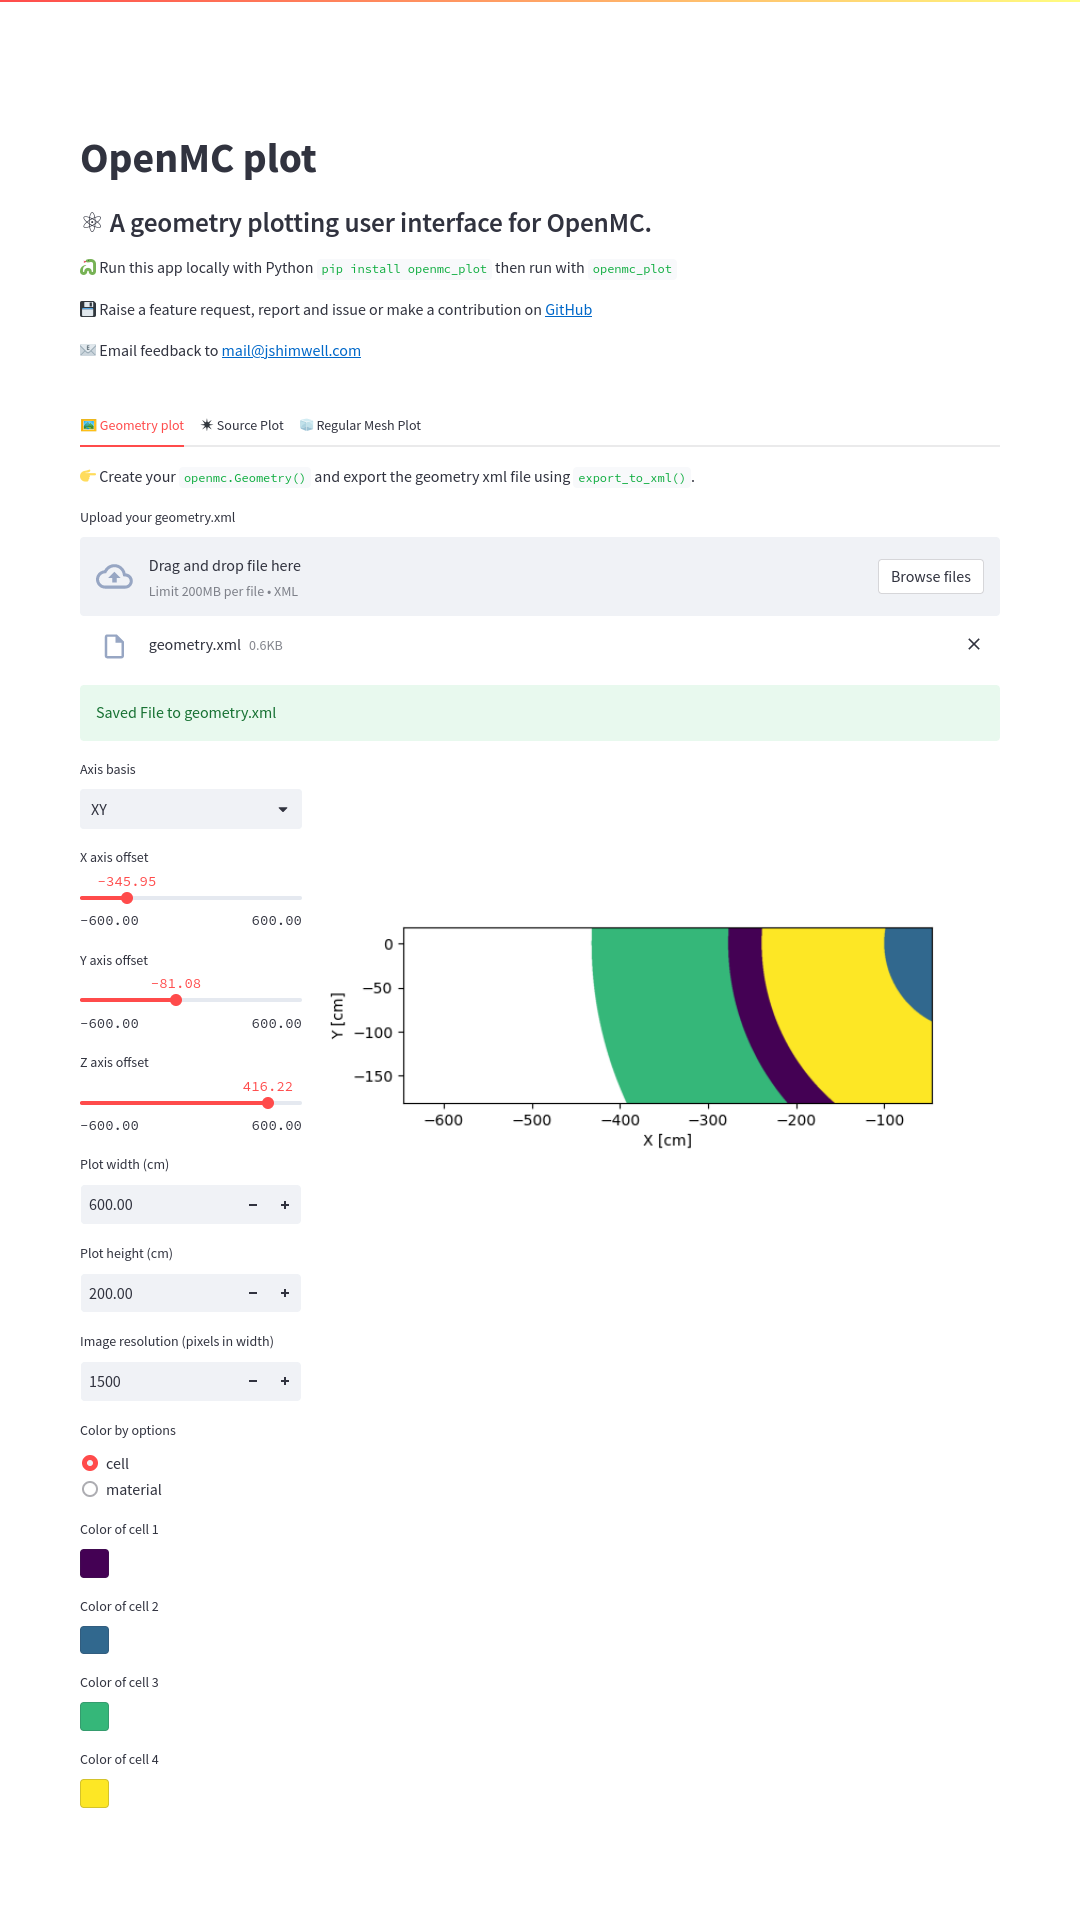 OpenMC plot
⚛ A geometry plotting user interface for OpenMC.
🐍 Run this app locally with Python pip install openmc_plot then run with openmc_plot
💾 Raise a feature request, report and issue or make a contribution on GitHub
📧 Email feedback to mail@jshimwell.com
🖼️ Geometry plot ✷ Source Plot 🧊 Regular Mesh Plot
👉 Create your openmc.Geometry() and export the geometry xml file using export_to_xml() .
Upload your geometry.xml
Drag and drop file here
Limit 200MB per file • XML
Browse files
geometry.xml 0.6KB
Saved File to geometry.xml
Axis basis
XY
X axis offset
-345.95
-600.00 600.00
Y axis offset
-81.08
-600.00 600.00
Z axis offset
416.22
-600.00 600.00
Plot width (cm)
600.00
Plot height (cm)
200.00
Image resolution (pixels in width)
1500
Color by options
cell
material
Color of cell 1
Color of cell 2
Color of cell 3
Color of cell 4
Y [cm]
0
−50
−100
−150
−600 −500 −400 −300 −200 −100
X [cm]